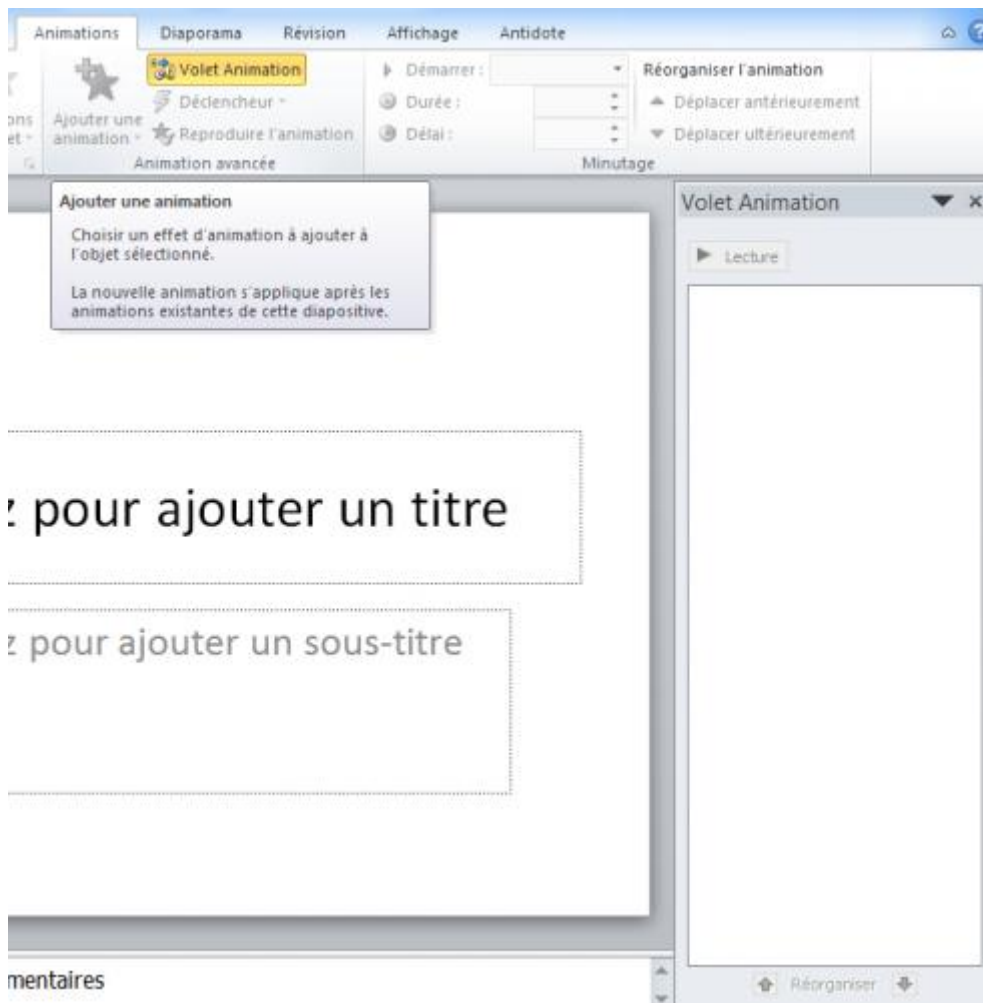 Animations Diaporama Révision Affichage Antidote
Volet Animation Démarrer : Réorganiser l'animation
Déclencheur Durée : Déplacer antérieurement
Ajouter une
animation Reproduire l'animation Délai : Déplacer ultérieurement
Animation avancée Minutage
Ajouter une animation
Choisir un effet d'animation à ajouter à
l'objet sélectionné.
La nouvelle animation s'applique après les
animations existantes de cette diapositive.
Volet Animation
Lecture
z pour ajouter un titre
z pour ajouter un sous-titre
mentaires
Réorganiser